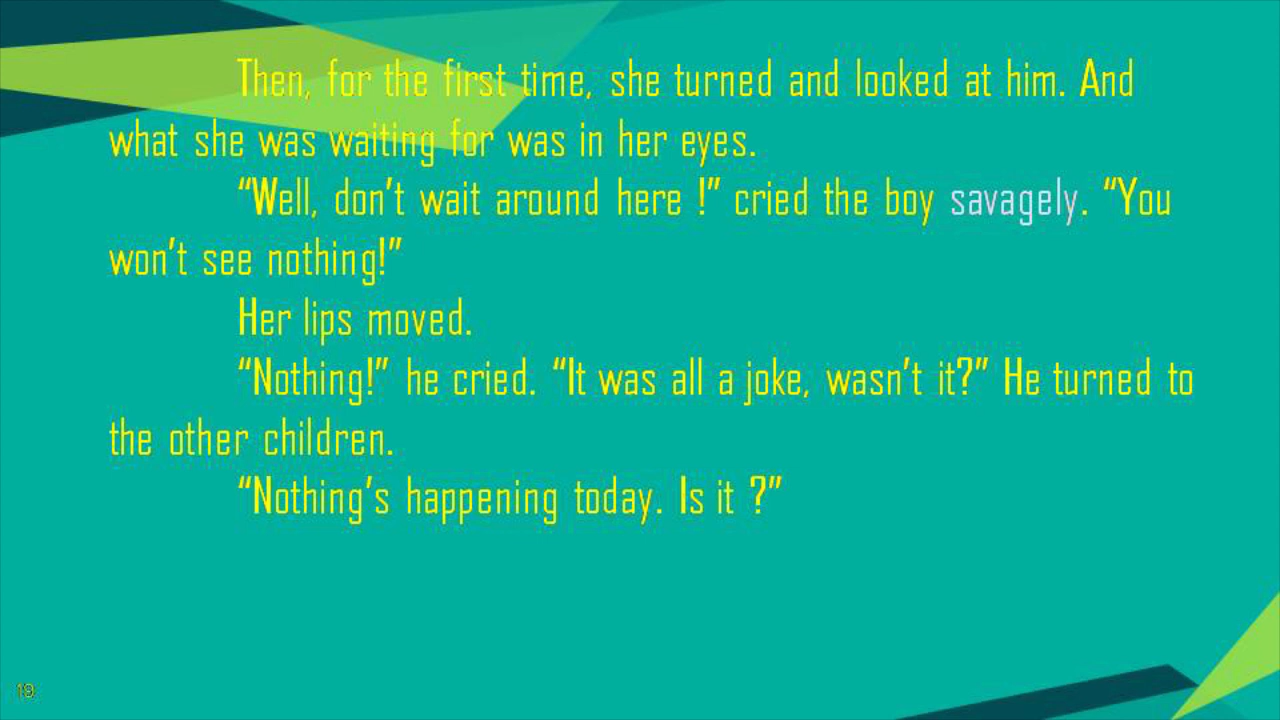 Then, for the first time, she turned and looked at him. And
what she was waiting for was in her eyes.
“Well, don’t wait around here !” cried the boy savagely. “You
won’t see nothing!”
Her lips moved.
“Nothing!” he cried. “It was all a joke, wasn’t it?” He turned to
the other children.
“Nothing’s happening today. Is it ?”
19